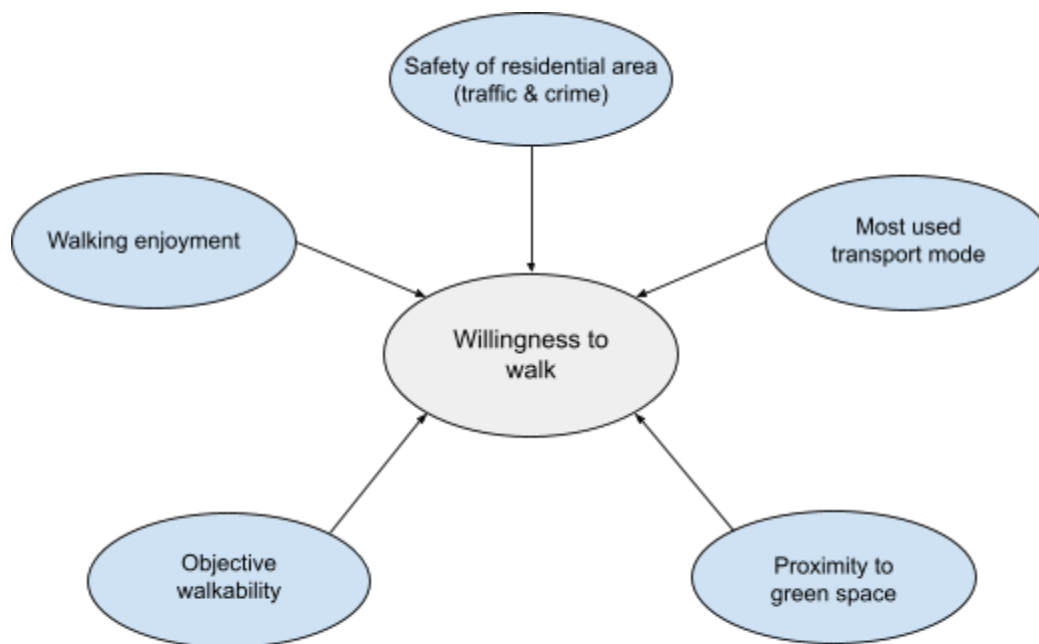 Safety of residential area
(traffic & crime)
Walking enjoyment
Most used
transport mode
Willingness to
walk
Objective
walkability
Proximity to
green space